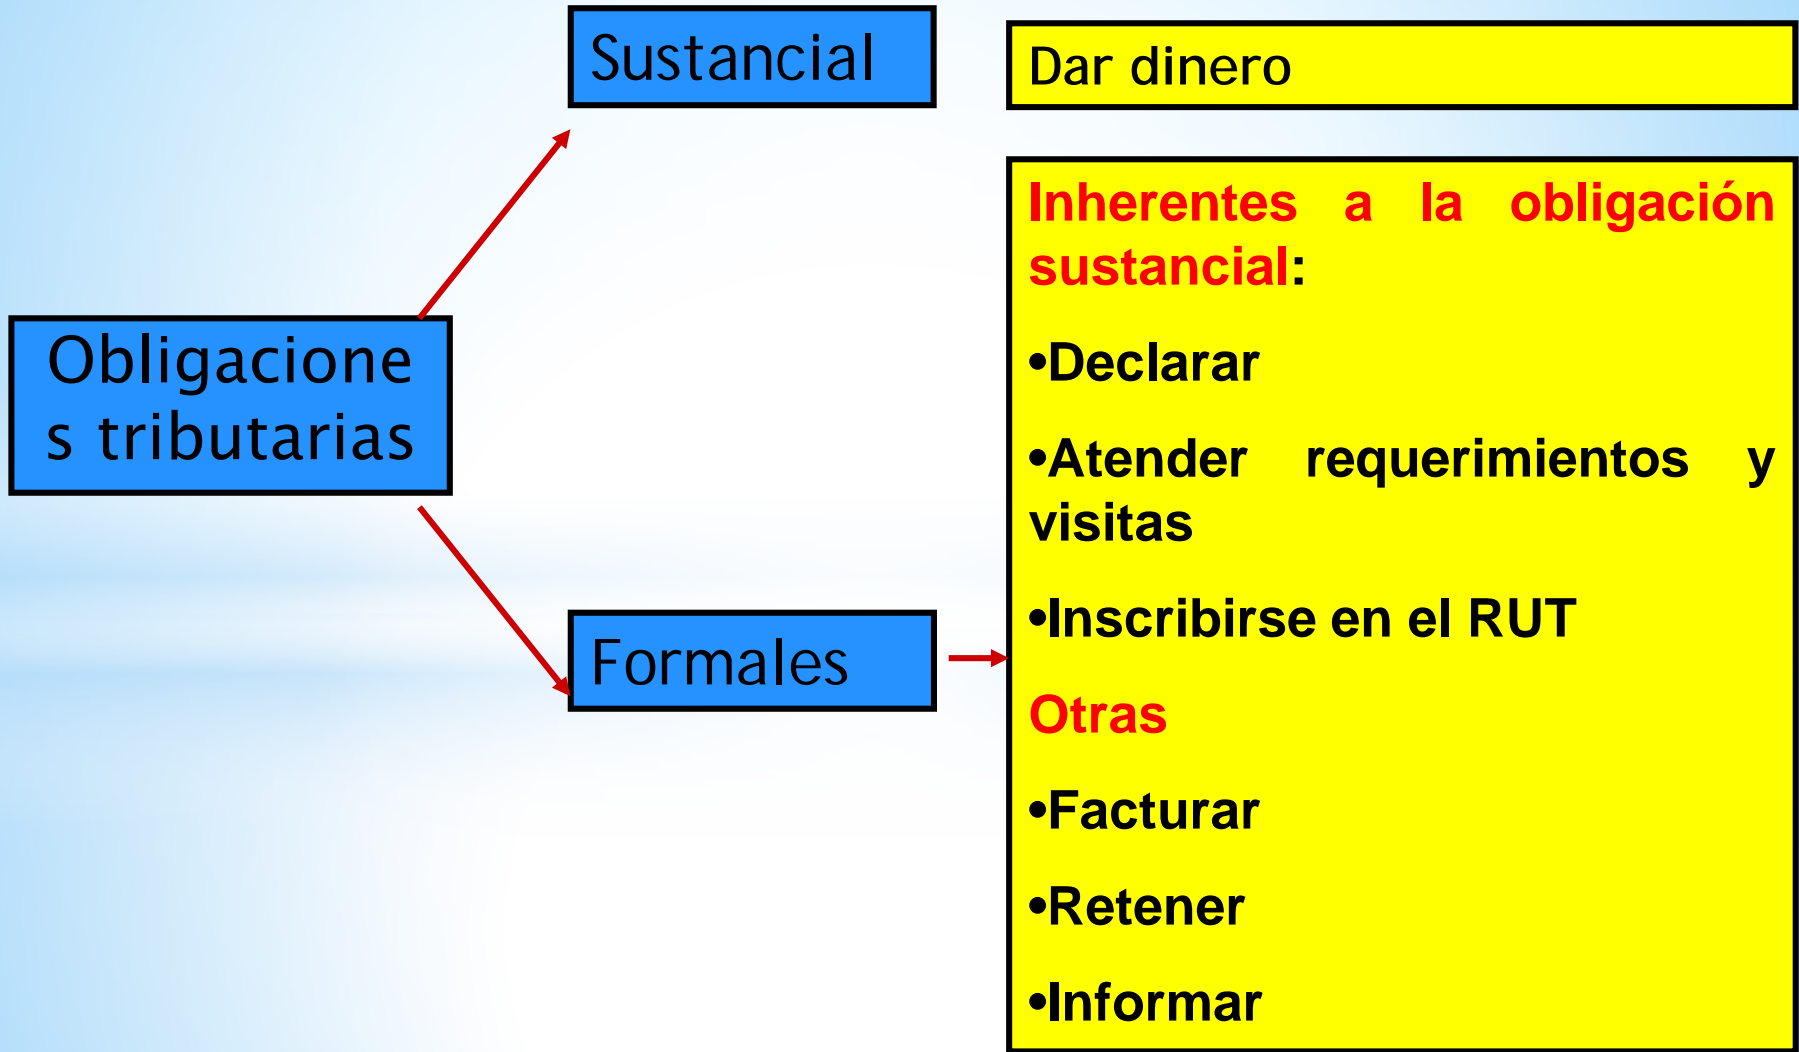 Sustancial
Dar dinero
Obligacione
s tributarias
Formales
Inherentes a la obligación
sustancial:
•Declarar
•Atender requerimientos y
visitas
•Inscribirse en el RUT
Otras
•Facturar
•Retener
•Informar